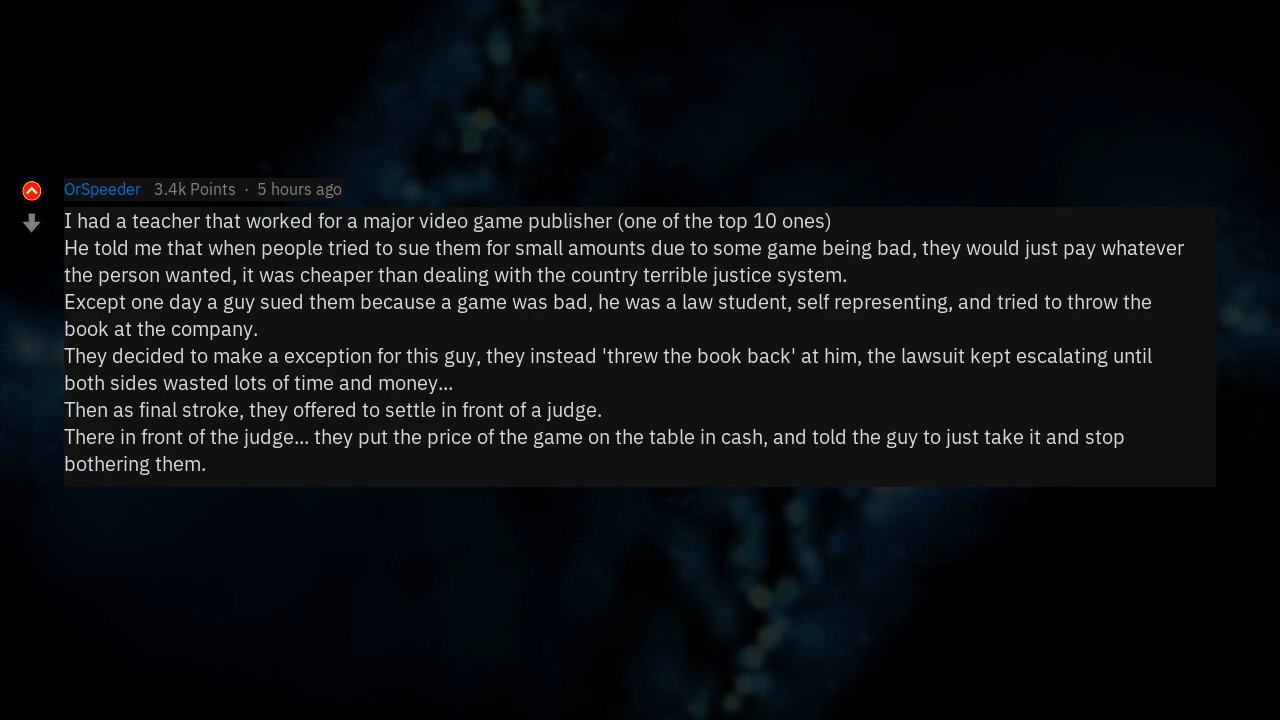 OrSpeeder 3.4k Points · 5 hours ago
I had a teacher that worked for a major video game publisher (one of the top 10 ones)
He told me that when people tried to sue them for small amounts due to some game being bad, they would just pay whatever
the person wanted, it was cheaper than dealing with the country terrible justice system.
Except one day a guy sued them because a game was bad, he was a law student, self representing, and tried to throw the
book at the company.
They decided to make a exception for this guy, they instead 'threw the book back' at him, the lawsuit kept escalating until
both sides wasted lots of time and money...
Then as final stroke, they offered to settle in front of a judge.
There in front of the judge... they put the price of the game on the table in cash, and told the guy to just take it and stop
bothering them.